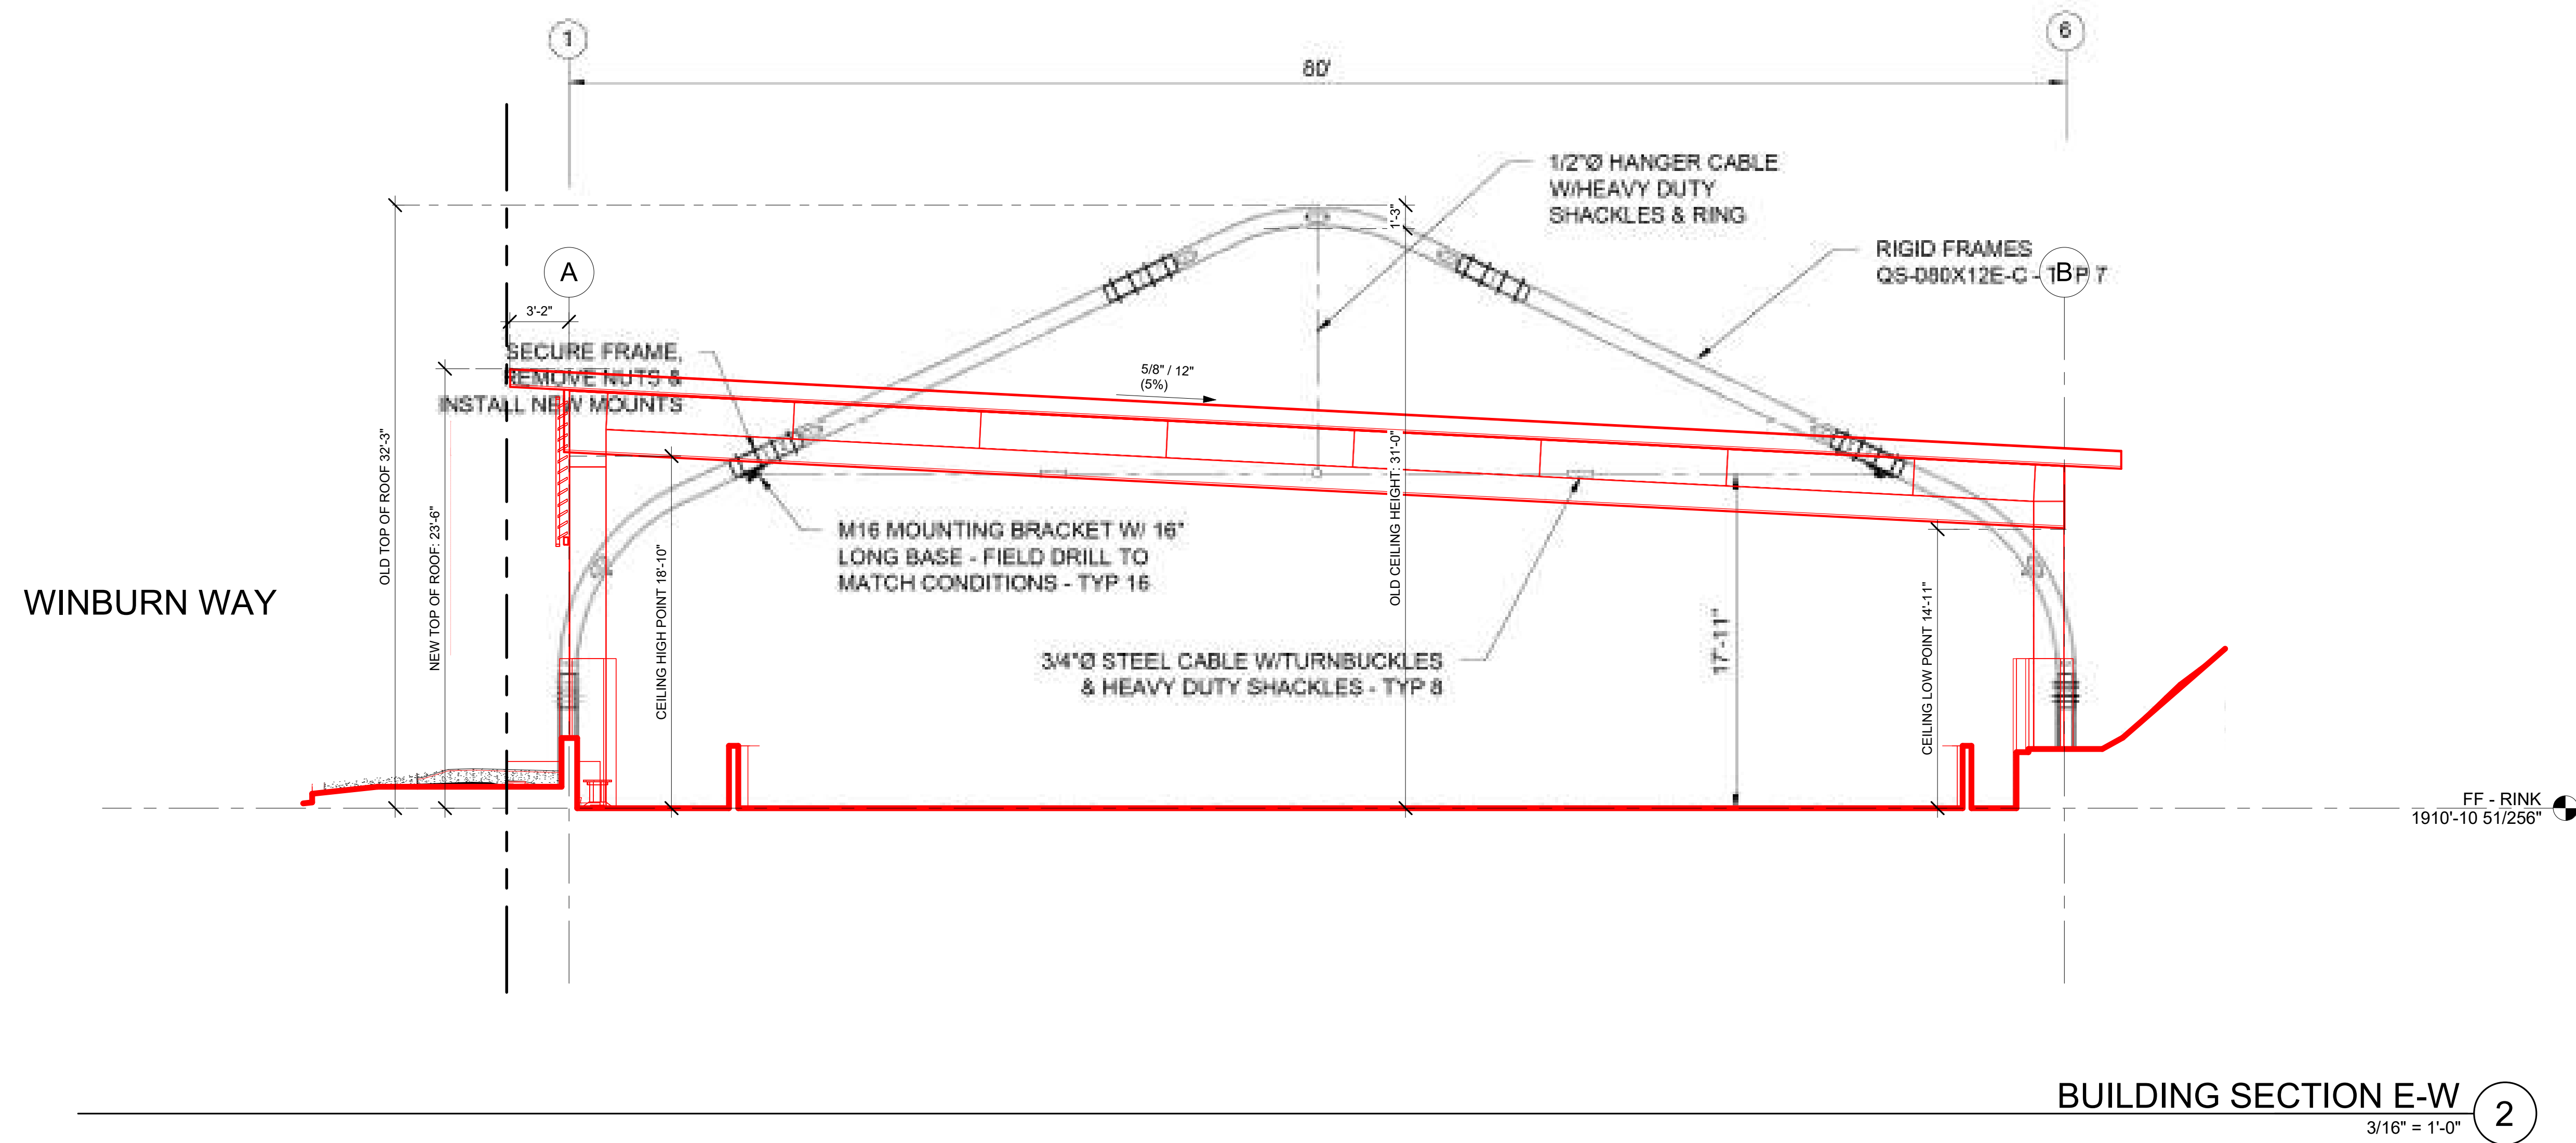 1
6
80'
1/2"Ø HANGER CABLE
W/HEAVY DUTY
SHACKLES & RING
1'-3"
RIGID FRAMES
QS-080X12E-C - TYP 7
A
B
3'-2"
SECURE FRAME,
REMOVE NUTS &
INSTALL NEW MOUNTS
5/8" / 12"
(5%)
OLD TOP OF ROOF 32'-3"
NEW TOP OF ROOF: 23'-6"
CEILING HIGH POINT 18'-10"
OLD CEILING HEIGHT: 31'-0"
M16 MOUNTING BRACKET W/ 16"
LONG BASE - FIELD DRILL TO
MATCH CONDITIONS - TYP 16
WINBURN WAY
3/4"Ø STEEL CABLE W/TURNBUCKLES
& HEAVY DUTY SHACKLES - TYP 8
17'-11"
CEILING LOW POINT 14'-11"
FF - RINK
1910'-10 51/256"
BUILDING SECTION E-W
3/16" = 1'-0"
2